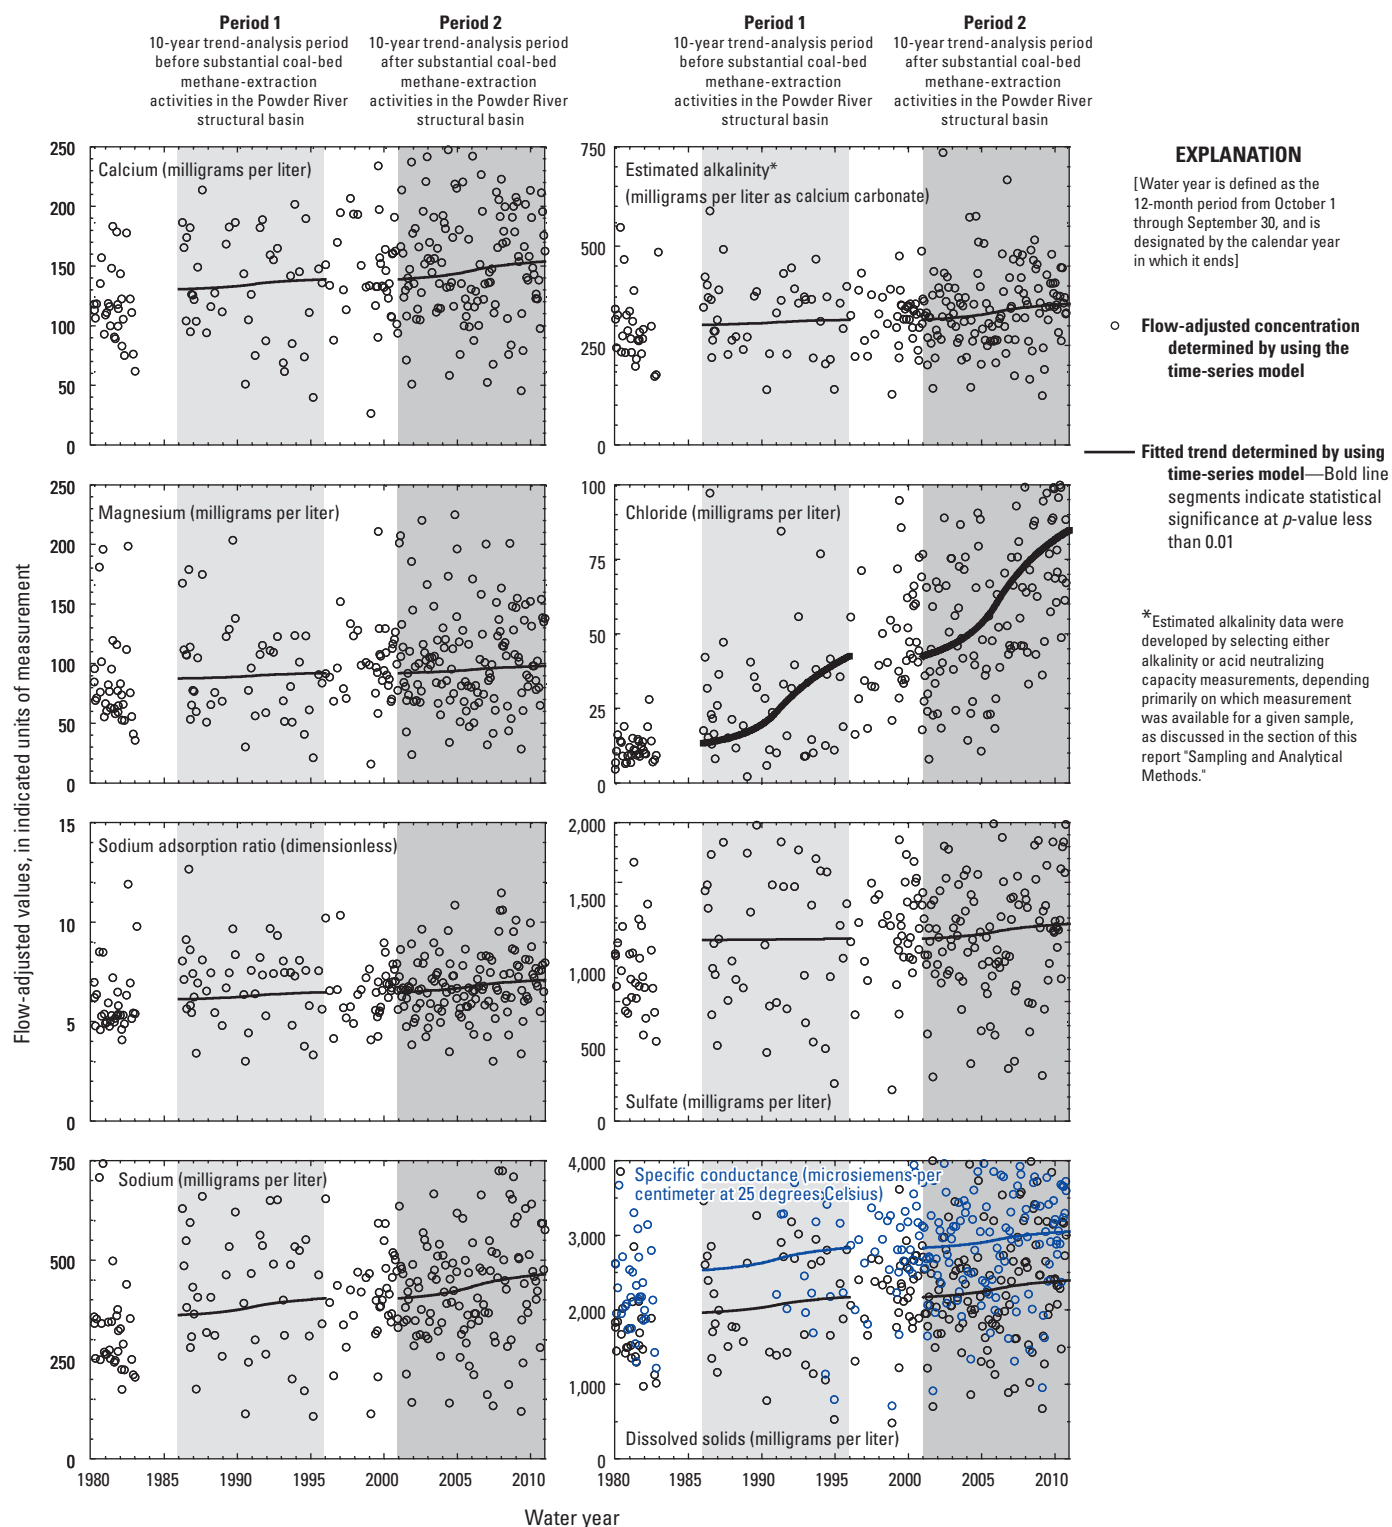 Period 1
10-year trend-analysis period
before substantial coal-bed
methane-extraction
activities in the Powder River
structural basin
Period 2
10-year trend-analysis period
after substantial coal-bed
methane-extraction
activities in the Powder River
structural basin
Period 1
10-year trend-analysis period
before substantial coal-bed
methane-extraction
activities in the Powder River
structural basin
Period 2
10-year trend-analysis period
after substantial coal-bed
methane-extraction
activities in the Powder River
structural basin
Flow-adjusted values, in indicated units of measurement
250
200
150
100
50
0
Calcium (milligrams per liter)
750
500
250
0
Estimated alkalinity*
(milligrams per liter as calcium carbonate)
250
200
150
100
50
0
Magnesium (milligrams per liter)
100
75
50
25
0
Chloride (milligrams per liter)
15
10
5
0
Sodium adsorption ratio (dimensionless)
2,000
1,500
1,000
500
0
Sulfate (milligrams per liter)
750
500
250
0
Sodium (milligrams per liter)
4,000
3,000
2,000
1,000
0
Specific conductance (microsiemens per
centimeter at 25 degrees Celsius)
Dissolved solids (milligrams per liter)
1980 1985 1990 1995 2000 2005 2010
1980 1985 1990 1995 2000 2005 2010
Water year
EXPLANATION
[Water year is defined as the
12-month period from October 1
through September 30, and is
designated by the calendar year
in which it ends]
Flow-adjusted concentration
determined by using the
time-series model
Fitted trend determined by using
time-series model—Bold line
segments indicate statistical
significance at p-value less
than 0.01
*Estimated alkalinity data were
developed by selecting either
alkalinity or acid neutralizing
capacity measurements, depending
primarily on which measurement
was available for a given sample,
as discussed in the section of this
report "Sampling and Analytical
Methods."